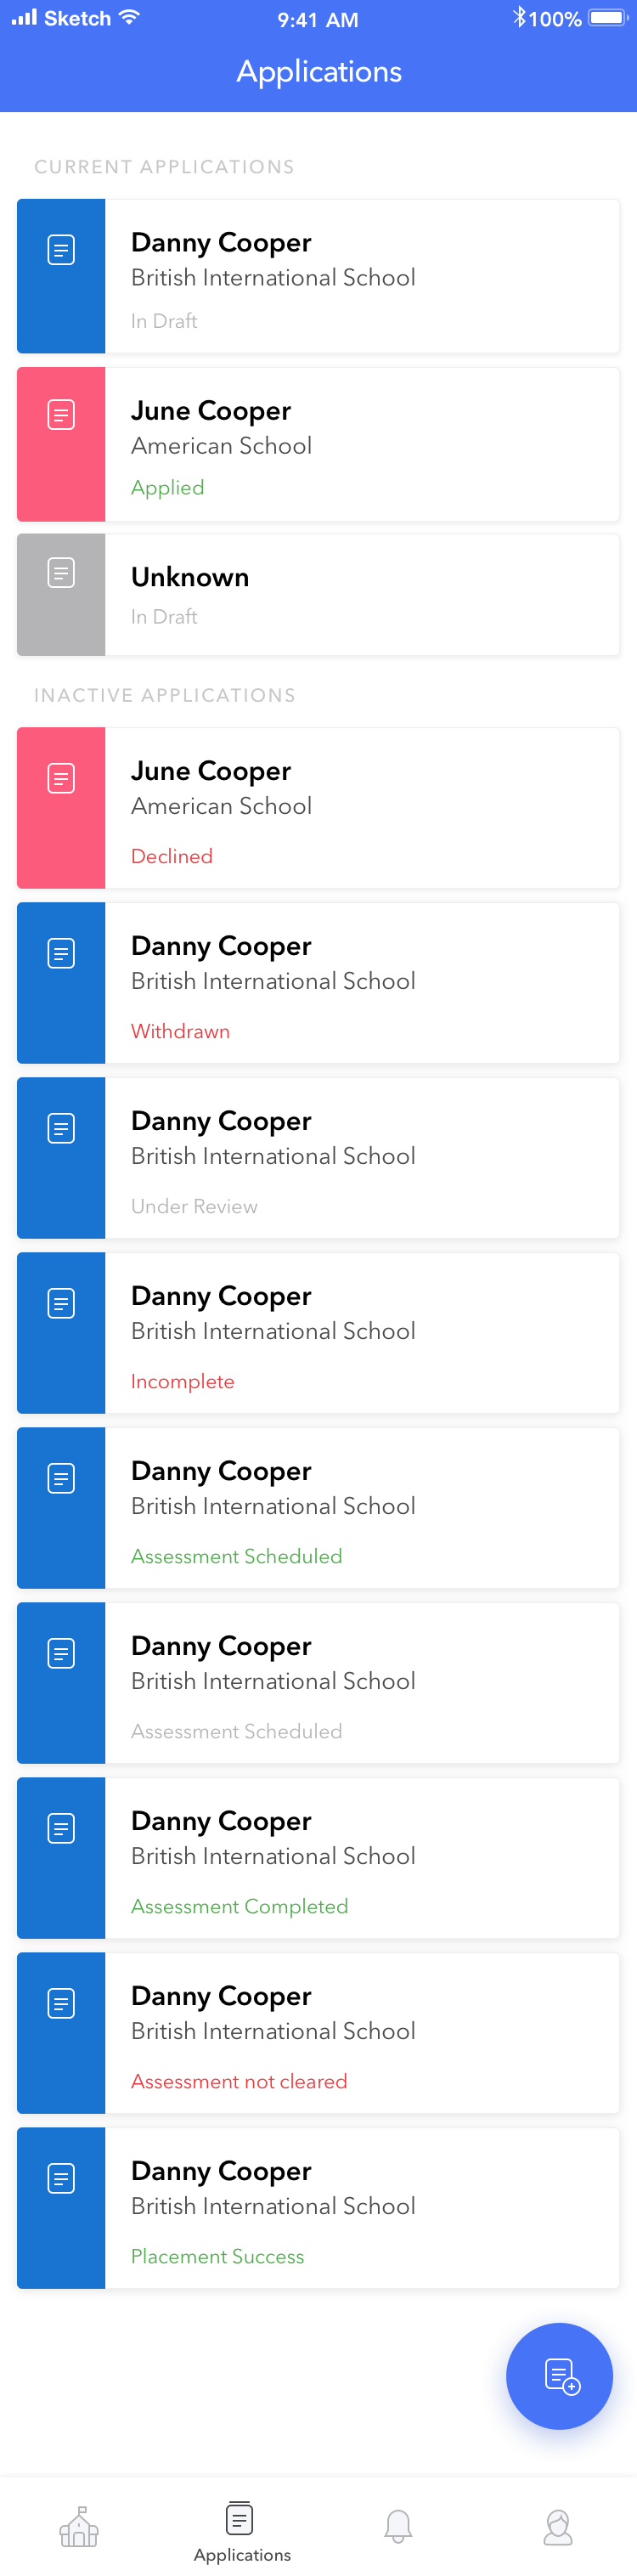 Sketch 9:41 AM 100%
Applications
CURRENT APPLICATIONS
Danny Cooper
British International School
In Draft
June Cooper
American School
Applied
Unknown
In Draft
INACTIVE APPLICATIONS
June Cooper
American School
Declined
Danny Cooper
British International School
Withdrawn
Danny Cooper
British International School
Under Review
Danny Cooper
British International School
Incomplete
Danny Cooper
British International School
Assessment Scheduled
Danny Cooper
British International School
Assessment Scheduled
Danny Cooper
British International School
Assessment Completed
Danny Cooper
British International School
Assessment not cleared
Danny Cooper
British International School
Placement Success
Applications